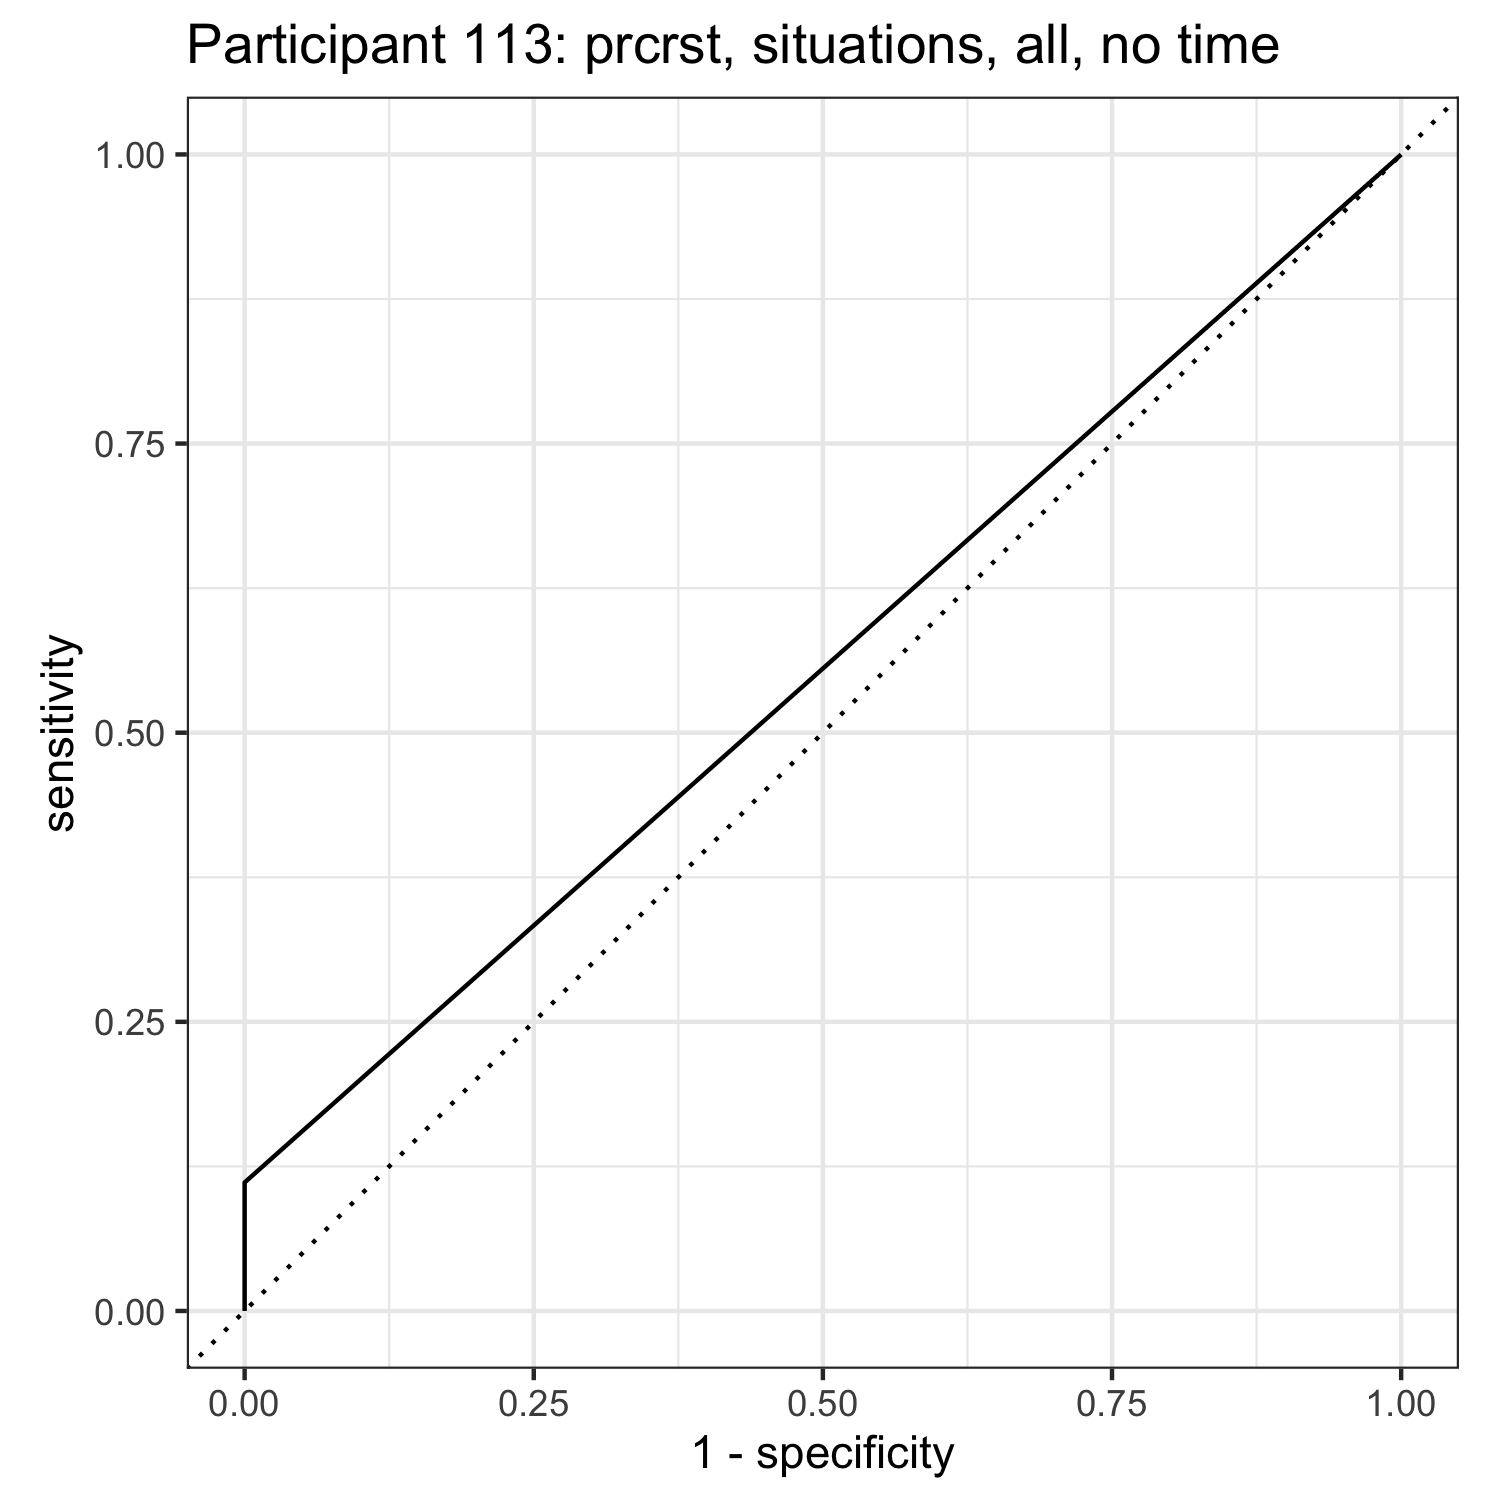 Participant 113: prcrst, situations, all, no time
1.00
0.75
0.50
0.25
0.00
sensitivity
0.00 0.25 0.50 0.75 1.00
1 - specificity